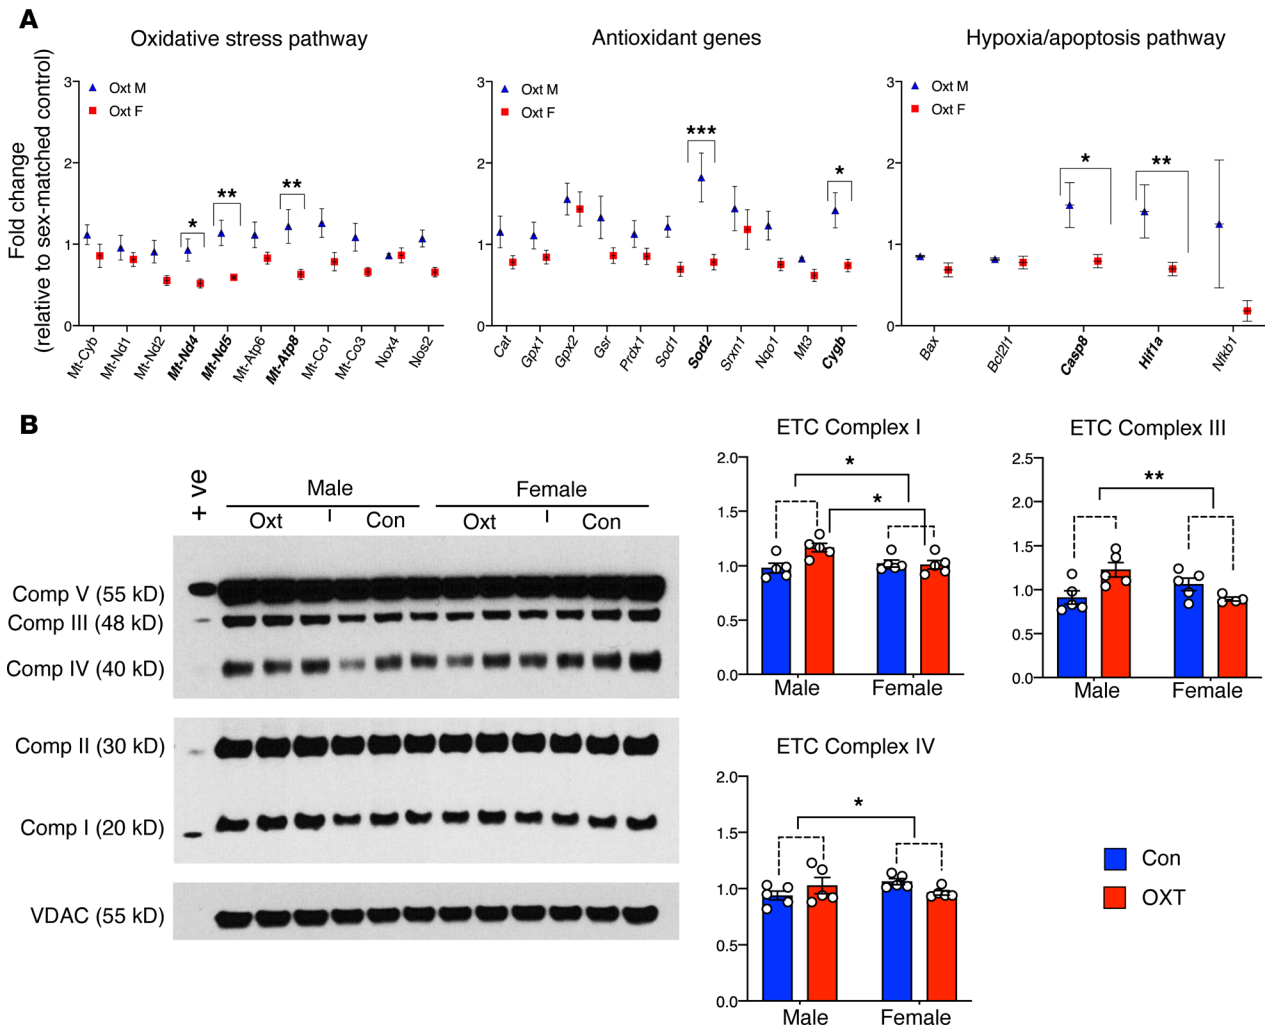 A
Oxidative stress pathway
Antioxidant genes
Hypoxia/apoptosis pathway
Fold change
(relative to sex-matched control)
3
2
1
0
Oxt M
Oxt F
*
**
**
Mt-Cyb
Mt-Nd1
Mt-Nd2
Mt-Nd4
Mt-Nd5
Mt-Atp6
Mt-Atp8
Mt-Co1
Mt-Co3
Nox4
Nos2
3
2
1
0
Oxt M
Oxt F
***
*
Cat
Gpx1
Gpx2
Gsr
Prdx1
Sod1
Sod2
Srxn1
Nqo1
Mt3
Cygb
3
2
1
0
Oxt M
Oxt F
*
**
Bax
Bcl2l1
Casp8
Hif1a
Nfkb1
B
+ ve
Male
Female
Oxt
Con
Oxt
Con
Comp V (55 kD)
Comp III (48 kD)
Comp IV (40 kD)
Comp II (30 kD)
Comp I (20 kD)
VDAC (55 kD)
ETC Complex I
2.0
1.5
1.0
0.5
0.0
*
*
Male
Female
ETC Complex III
2.5
2.0
1.5
1.0
0.5
0.0
**
Male
Female
ETC Complex IV
2.0
1.5
1.0
0.5
0.0
*
Male
Female
Con
OXT